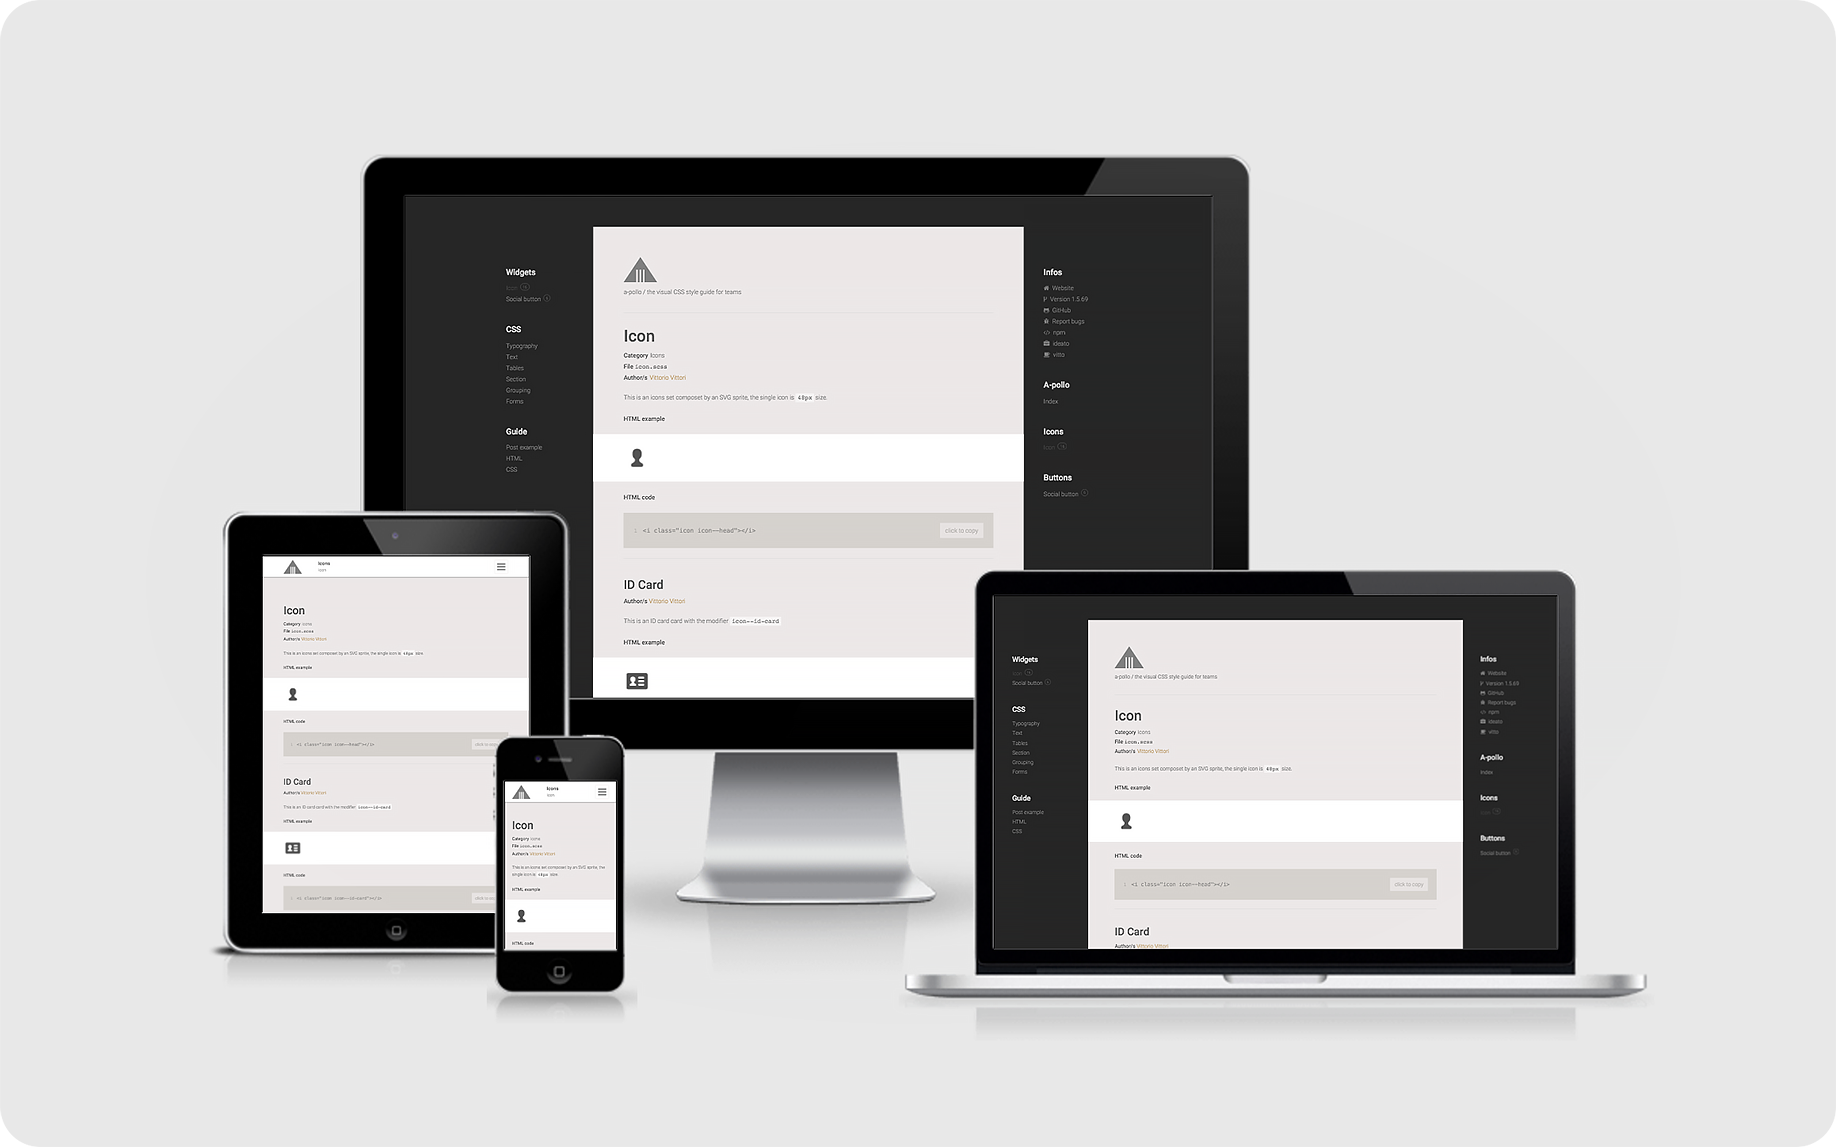 Widgets
Icon
Social button
CSS
Typography
Text
Tables
Section
Grouping
Forms
Guide
Post example
HTML
CSS
a-pollo / the visual CSS style guide for teams
Icon
Category Icons
File icon.scss
Author/s Vittorio Vittori
This is an icons set composet by an SVG sprite, the single icon is 48px size.
HTML example
HTML code
1 <i class="icon icon--head"></i>
click to copy
ID Card
Author/s Vittorio Vittori
This is an ID card card with the modifier icon--id-card
HTML example
Infos
Website
Version 1.5.69
GitHub
Report bugs
npm
ideato
vitto
A-pollo
Index
Icons
Icon
Buttons
Social button
Icons
Icon
Icon
Category Icons
File icon.scss
Author/s Vittorio Vittori
This is an icons set composet by an SVG sprite, the single icon is 48px size.
HTML example
HTML code
1 <i class="icon icon--head"></i>
click to cop
ID Card
Author/s Vittorio Vittori
This is an ID card card with the modifier icon--id-card
HTML example
HTML code
1 <i class="icon icon--id-card"></i>
click to cop
Icons
Icon
Icon
Category Icons
File icon.scss
Author/s Vittorio Vittori
This is an icons set composet by an SVG sprite, the
single icon is 48px size.
HTML example
HTML code
Widgets
Icon
Social button
CSS
Typography
Text
Tables
Section
Grouping
Forms
Guide
Post example
HTML
CSS
a-pollo / the visual CSS style guide for teams
Icon
Category Icons
File icon.scss
Author/s Vittorio Vittori
This is an icons set composet by an SVG sprite, the single icon is 48px size.
HTML example
HTML code
1 <i class="icon icon--head"></i>
click to copy
ID Card
Author/s Vittorio Vittori
Infos
Website
Version 1.5.69
GitHub
Report bugs
npm
ideato
vitto
A-pollo
Index
Icons
Icon
Buttons
Social button